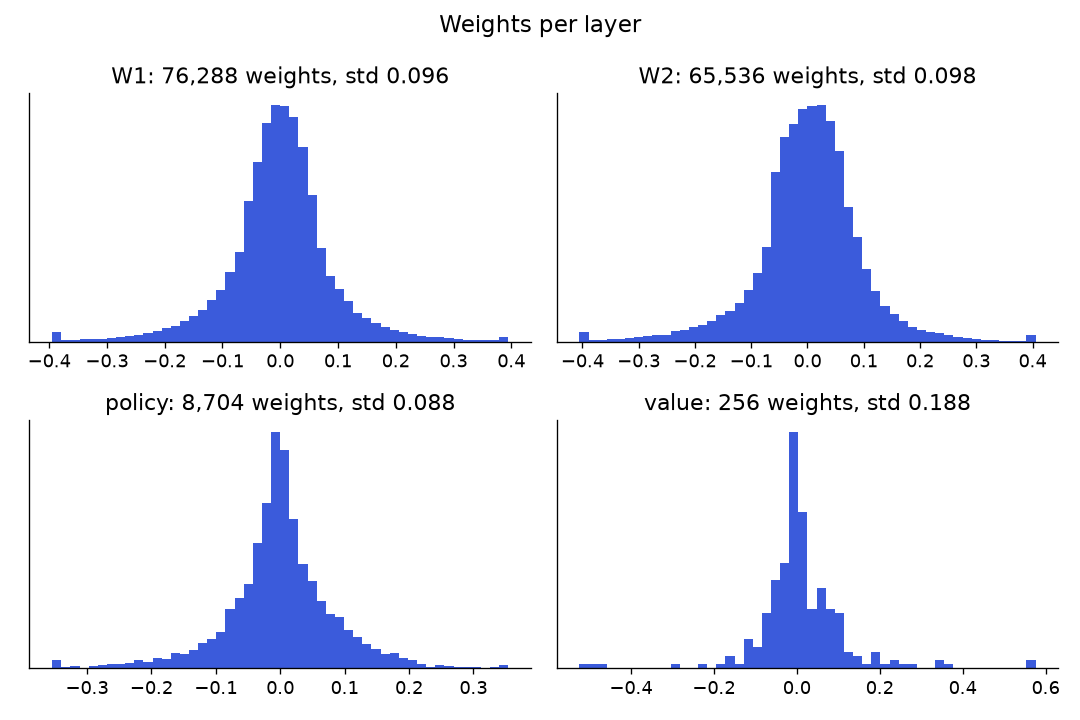 Weights per layer
W1: 76,288 weights, std 0.096
W2: 65,536 weights, std 0.098
−0.4 −0.3 −0.2 −0.1 0.0 0.1 0.2 0.3 0.4
−0.4 −0.3 −0.2 −0.1 0.0 0.1 0.2 0.3 0.4
policy: 8,704 weights, std 0.088
value: 256 weights, std 0.188
−0.3 −0.2 −0.1 0.0 0.1 0.2 0.3
−0.4 −0.2 0.0 0.2 0.4 0.6